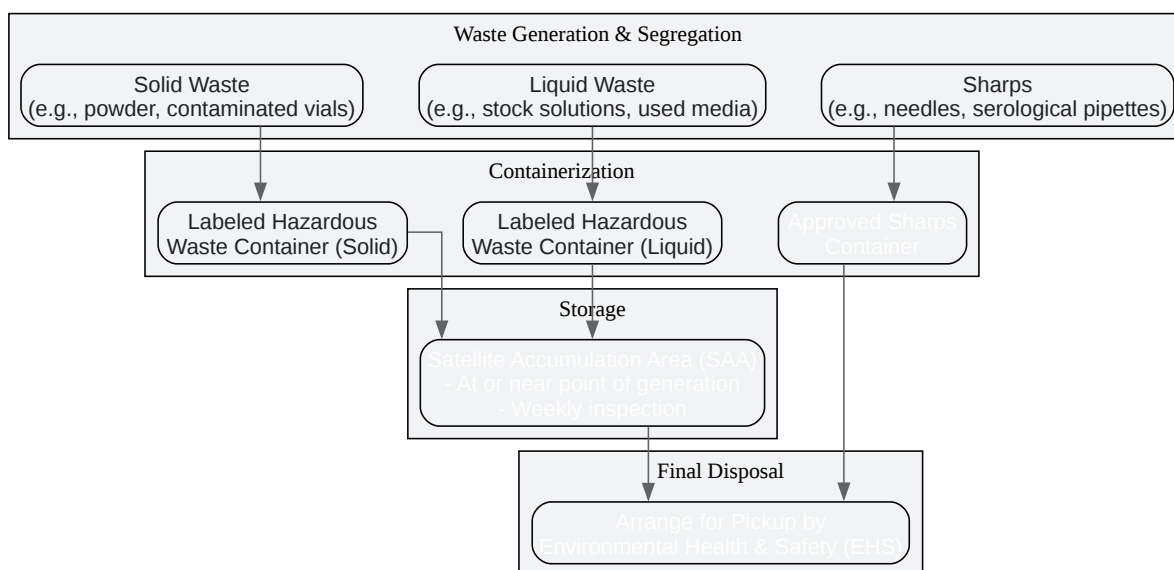 Waste Generation & Segregation
Solid Waste
(e.g., powder, contaminated vials)
Liquid Waste
(e.g., stock solutions, used media)
Sharps
(e.g., needles, serological pipettes)
Containerization
Labeled Hazardous
Waste Container (Solid)
Labeled Hazardous
Waste Container (Liquid)
Approved Sharps
Container
Storage
Satellite Accumulation Area (SAA)
- At or near point of generation
- Weekly inspection
Final Disposal
Arrange for Pickup by
Environmental Health & Safety (EHS)